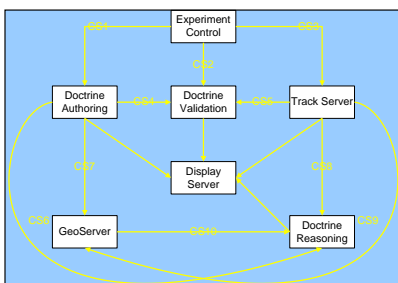 Experiment
Control
CS1
CS3
CS2
Doctrine
Authoring
CS4
Doctrine
Validation
CS5
Track Server
CS7
Display
Server
CS8
CS6
GeoServer
CS10
Doctrine
Reasoning
CS9